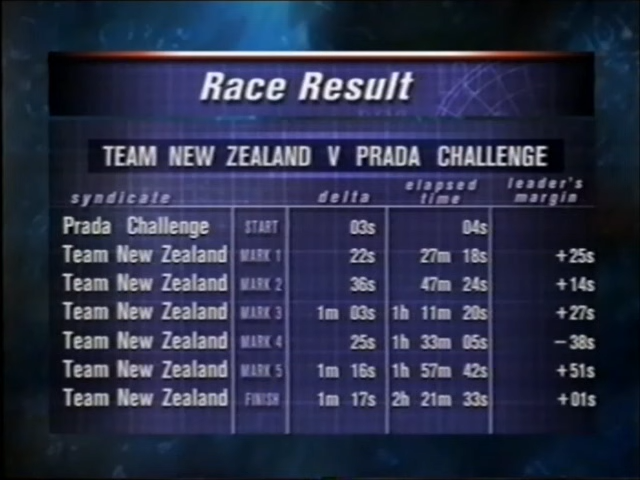 Race Result
TEAM NEW ZEALAND V PRADA CHALLENGE
syndicate delta elapsed time leader's margin
Prada Challenge START 03s 04s
Team New Zealand MARK 1 22s 27m 18s +25s
Team New Zealand MARK 2 36s 47m 24s +14s
Team New Zealand MARK 3 1m 03s 1h 11m 20s +27s
Team New Zealand MARK 4 25s 1h 33m 05s −38s
Team New Zealand MARK 5 1m 16s 1h 57m 42s +51s
Team New Zealand FINISH 1m 17s 2h 21m 33s +01s